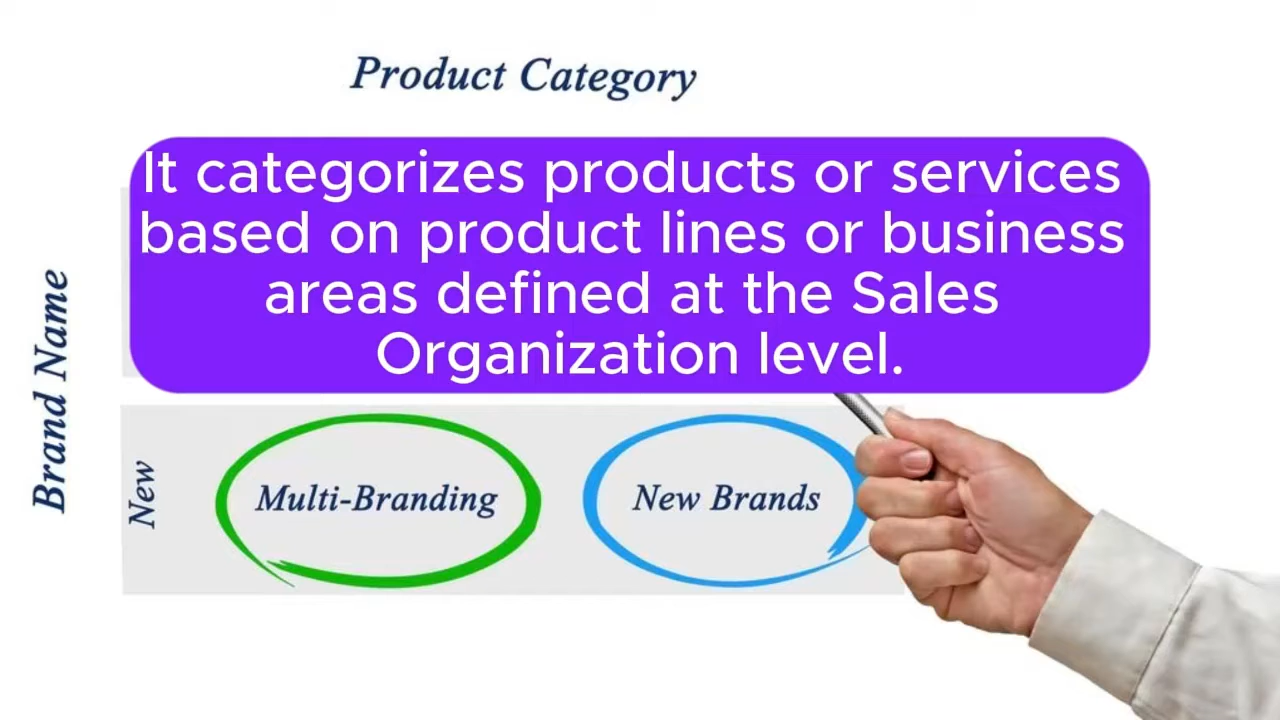 Product Category
It categorizes products or services
based on product lines or business
areas defined at the Sales
Organization level.
Brand Name
New
Multi-Branding
New Brands